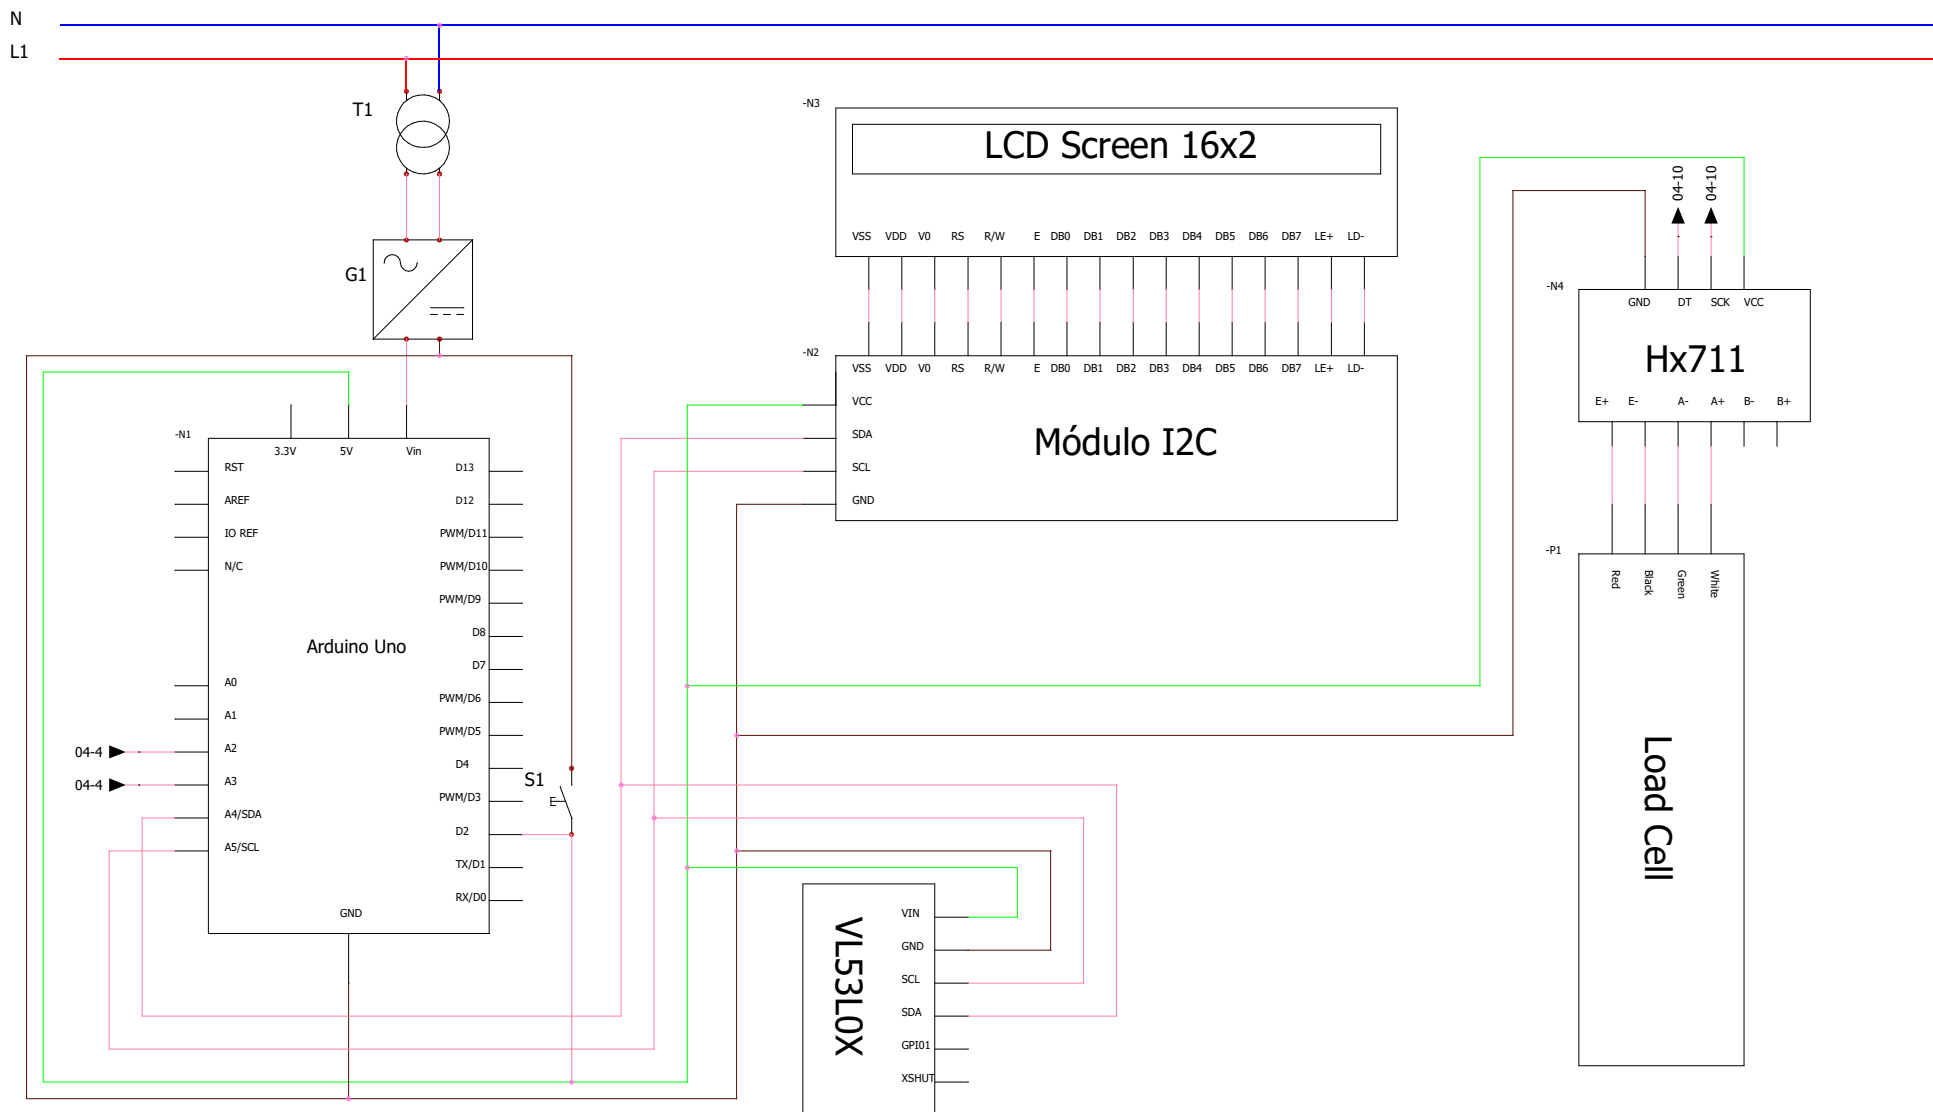 N
L1
T1
G1
-N3
LCD Screen 16x2
VSS VDD V0 RS R/W E DB0 DB1 DB2 DB3 DB4 DB5 DB6 DB7 LE+ LD-
-N2
VSS VDD V0 RS R/W E DB0 DB1 DB2 DB3 DB4 DB5 DB6 DB7 LE+ LD-
VCC
SDA
SCL
GND
Módulo I2C
04-10
04-10
-N4
GND DT SCK VCC
Hx711
E+ E- A- A+ B- B+
-P1
Red
Black
Green
White
Load Cell
-N1
3.3V 5V Vin
RST
AREF
IO REF
N/C
A0
A1
04-4
A2
04-4
A3
A4/SDA
A5/SCL
Arduino Uno
D13
D12
PWM/D11
PWM/D10
PWM/D9
D8
D7
PWM/D6
PWM/D5
D4
PWM/D3
D2
TX/D1
RX/D0
GND
S1
VL53L0X
VIN
GND
SCL
SDA
GPI01
XSHUT